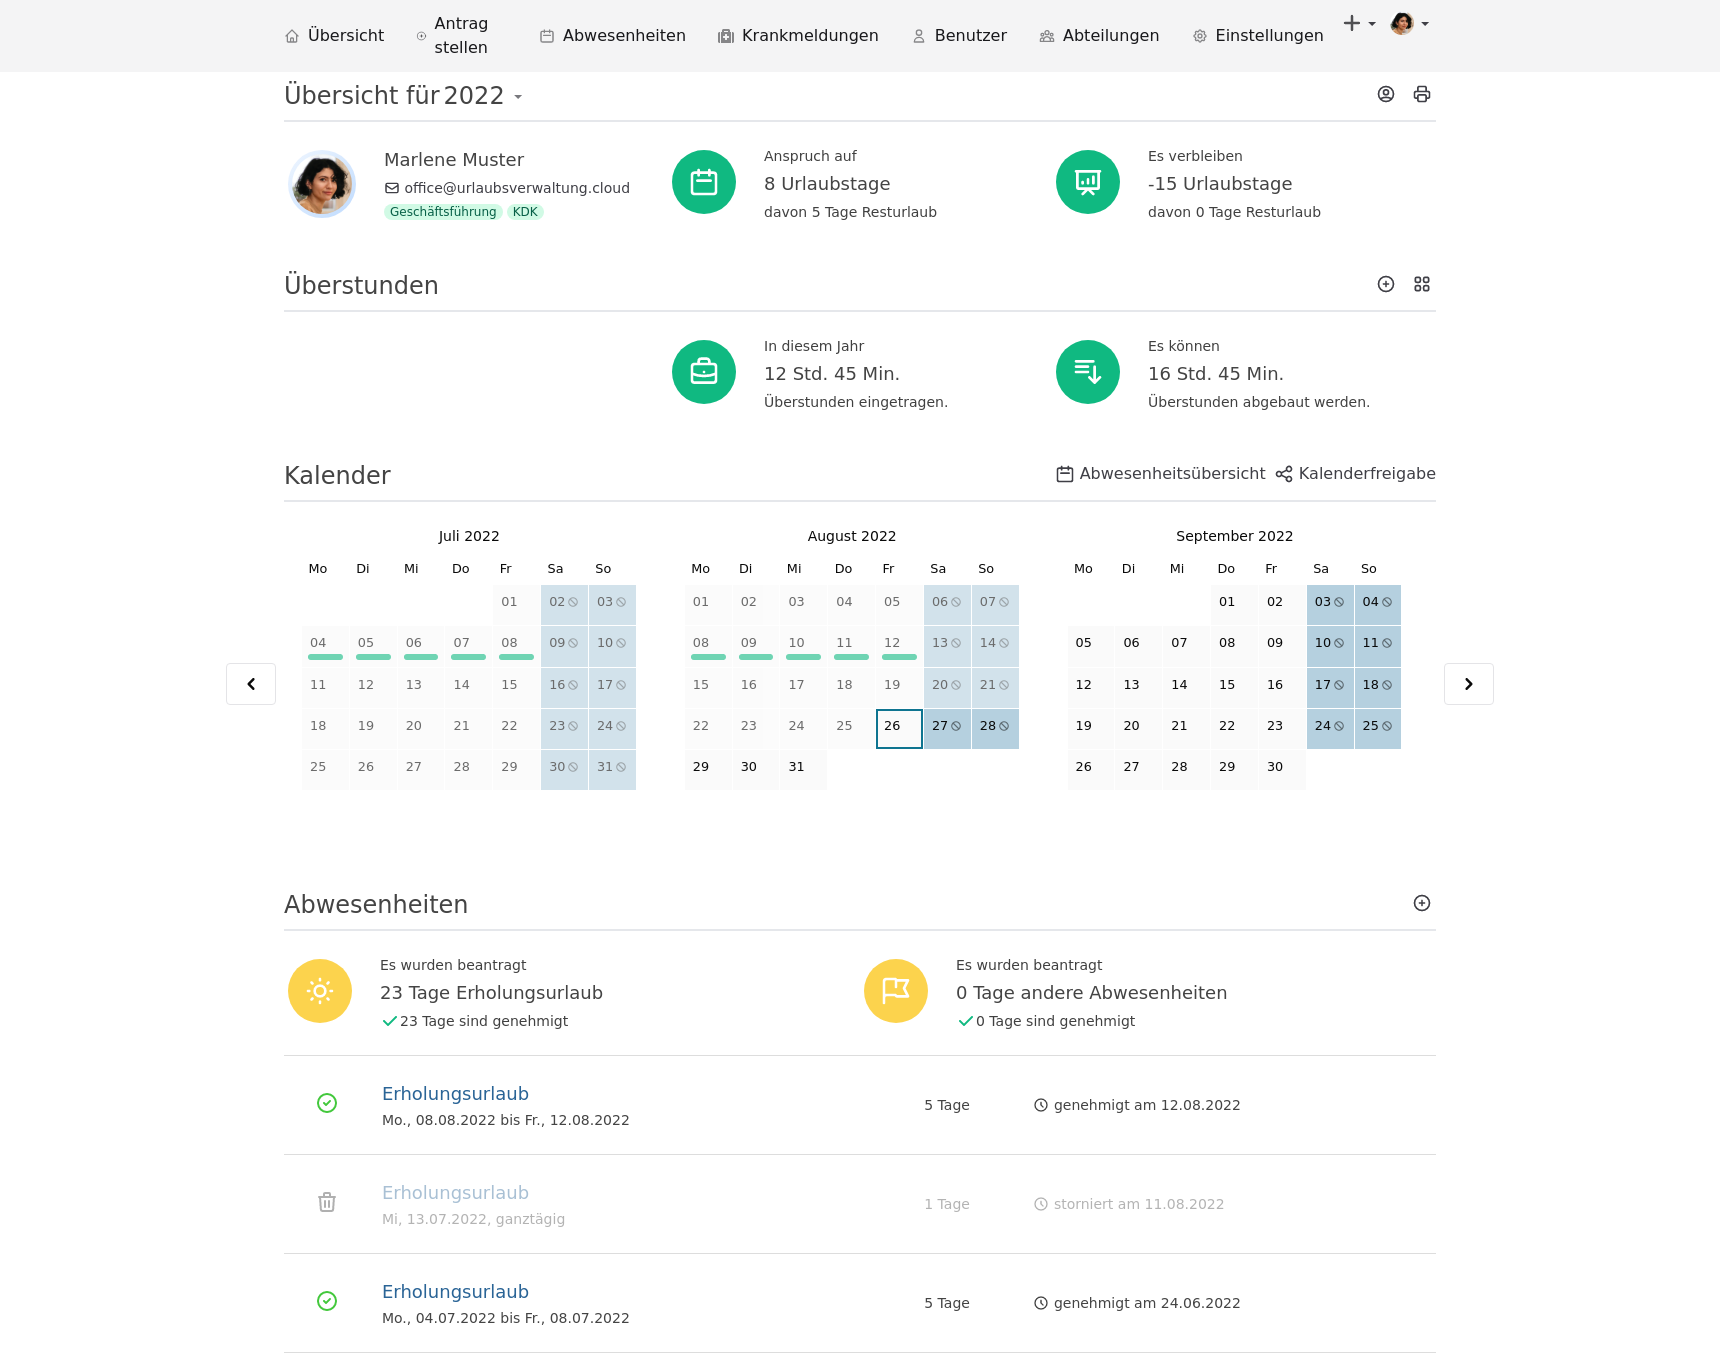 Übersicht
Antrag stellen
Abwesenheiten
Krankmeldungen
Benutzer
Abteilungen
Einstellungen
Übersicht für 2022
Marlene Muster
office@urlaubsverwaltung.cloud
Geschäftsführung KDK
Anspruch auf
8 Urlaubstage
davon 5 Tage Resturlaub
Es verbleiben
-15 Urlaubstage
davon 0 Tage Resturlaub
Überstunden
In diesem Jahr
12 Std. 45 Min.
Überstunden eingetragen.
Es können
16 Std. 45 Min.
Überstunden abgebaut werden.
Kalender
Abwesenheitsübersicht Kalenderfreigabe
Juli 2022
Mo Di Mi Do Fr Sa So
01 02 03
04 05 06 07 08 09 10
11 12 13 14 15 16 17
18 19 20 21 22 23 24
25 26 27 28 29 30 31
August 2022
Mo Di Mi Do Fr Sa So
01 02 03 04 05 06 07
08 09 10 11 12 13 14
15 16 17 18 19 20 21
22 23 24 25 26 27 28
29 30 31
September 2022
Mo Di Mi Do Fr Sa So
01 02 03 04
05 06 07 08 09 10 11
12 13 14 15 16 17 18
19 20 21 22 23 24 25
26 27 28 29 30
Abwesenheiten
Es wurden beantragt
23 Tage Erholungsurlaub
23 Tage sind genehmigt
Es wurden beantragt
0 Tage andere Abwesenheiten
0 Tage sind genehmigt
Erholungsurlaub
Mo., 08.08.2022 bis Fr., 12.08.2022
5 Tage
genehmigt am 12.08.2022
Erholungsurlaub
Mi, 13.07.2022, ganztägig
1 Tage
storniert am 11.08.2022
Erholungsurlaub
Mo., 04.07.2022 bis Fr., 08.07.2022
5 Tage
genehmigt am 24.06.2022